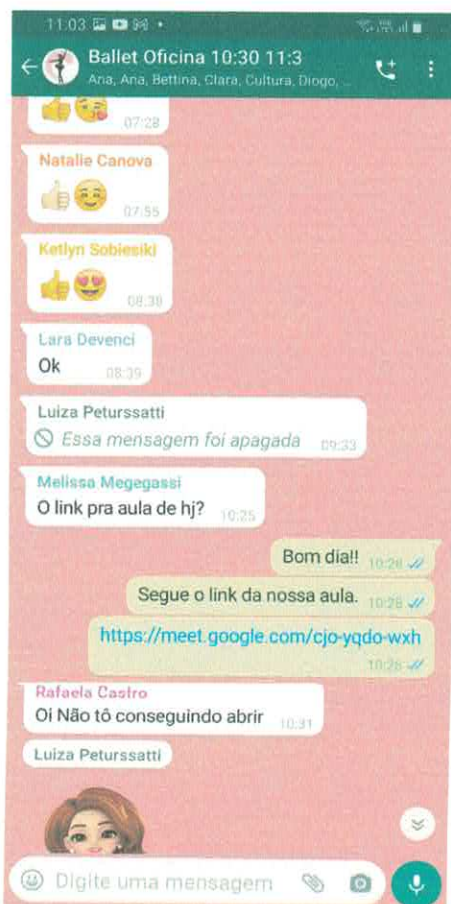 11:03
Ballet Oficina 10:30 11:3
Ana, Ana, Bettina, Clara, Cultura, Diogo, ...
07:28
Natalie Canova
07:55
Ketlyn Sobiesiki
08:38
Lara Devenci
Ok 08:39
Luiza Peturssatti
Essa mensagem foi apagada 09:33
Melissa Megegassi
O link pra aula de hj? 10:25
Bom dia!! 10:28
Segue o link da nossa aula. 10:28
https://meet.google.com/cjo-yqdo-wxh
10:28
Rafaela Castro
Oi Não tô conseguindo abrir 10:31
Luiza Peturssatti
Digite uma mensagem